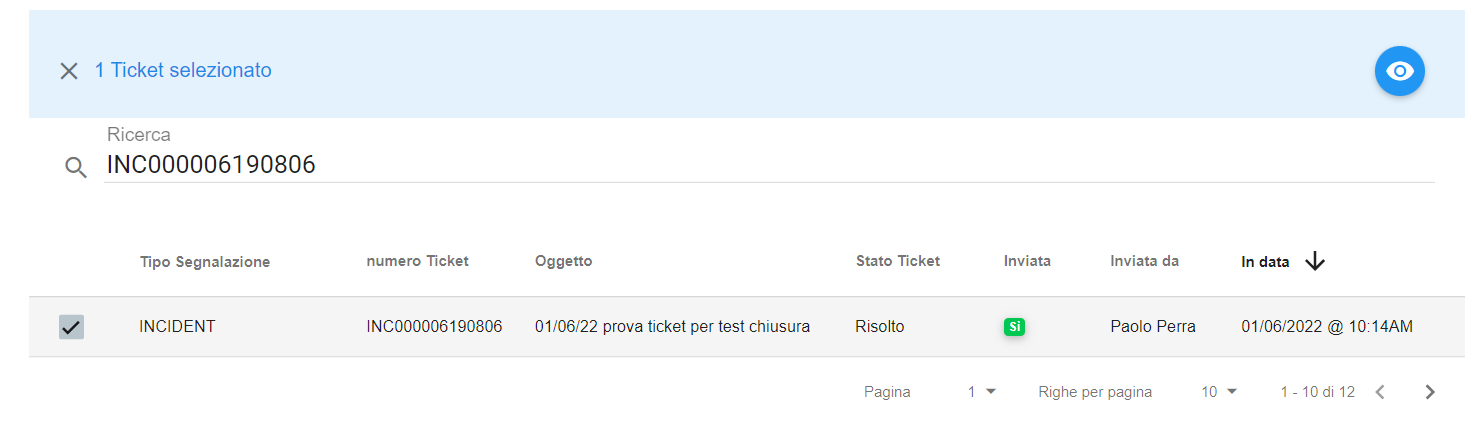 1 Ticket selezionato
Ricerca
INC000006190806
Tipo Segnalazione numero Ticket Oggetto Stato Ticket Inviata Inviata da In data
INCIDENT INC000006190806 01/06/22 prova ticket per test chiusura Risolto Sì Paolo Perra 01/06/2022 @ 10:14AM
Pagina 1 Righe per pagina 10 1 - 10 di 12